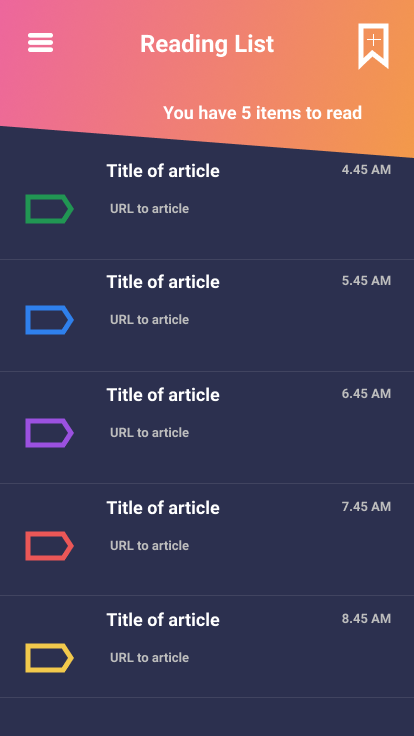 Reading List
You have 5 items to read
Title of article 4.45 AM
URL to article
Title of article 5.45 AM
URL to article
Title of article 6.45 AM
URL to article
Title of article 7.45 AM
URL to article
Title of article 8.45 AM
URL to article